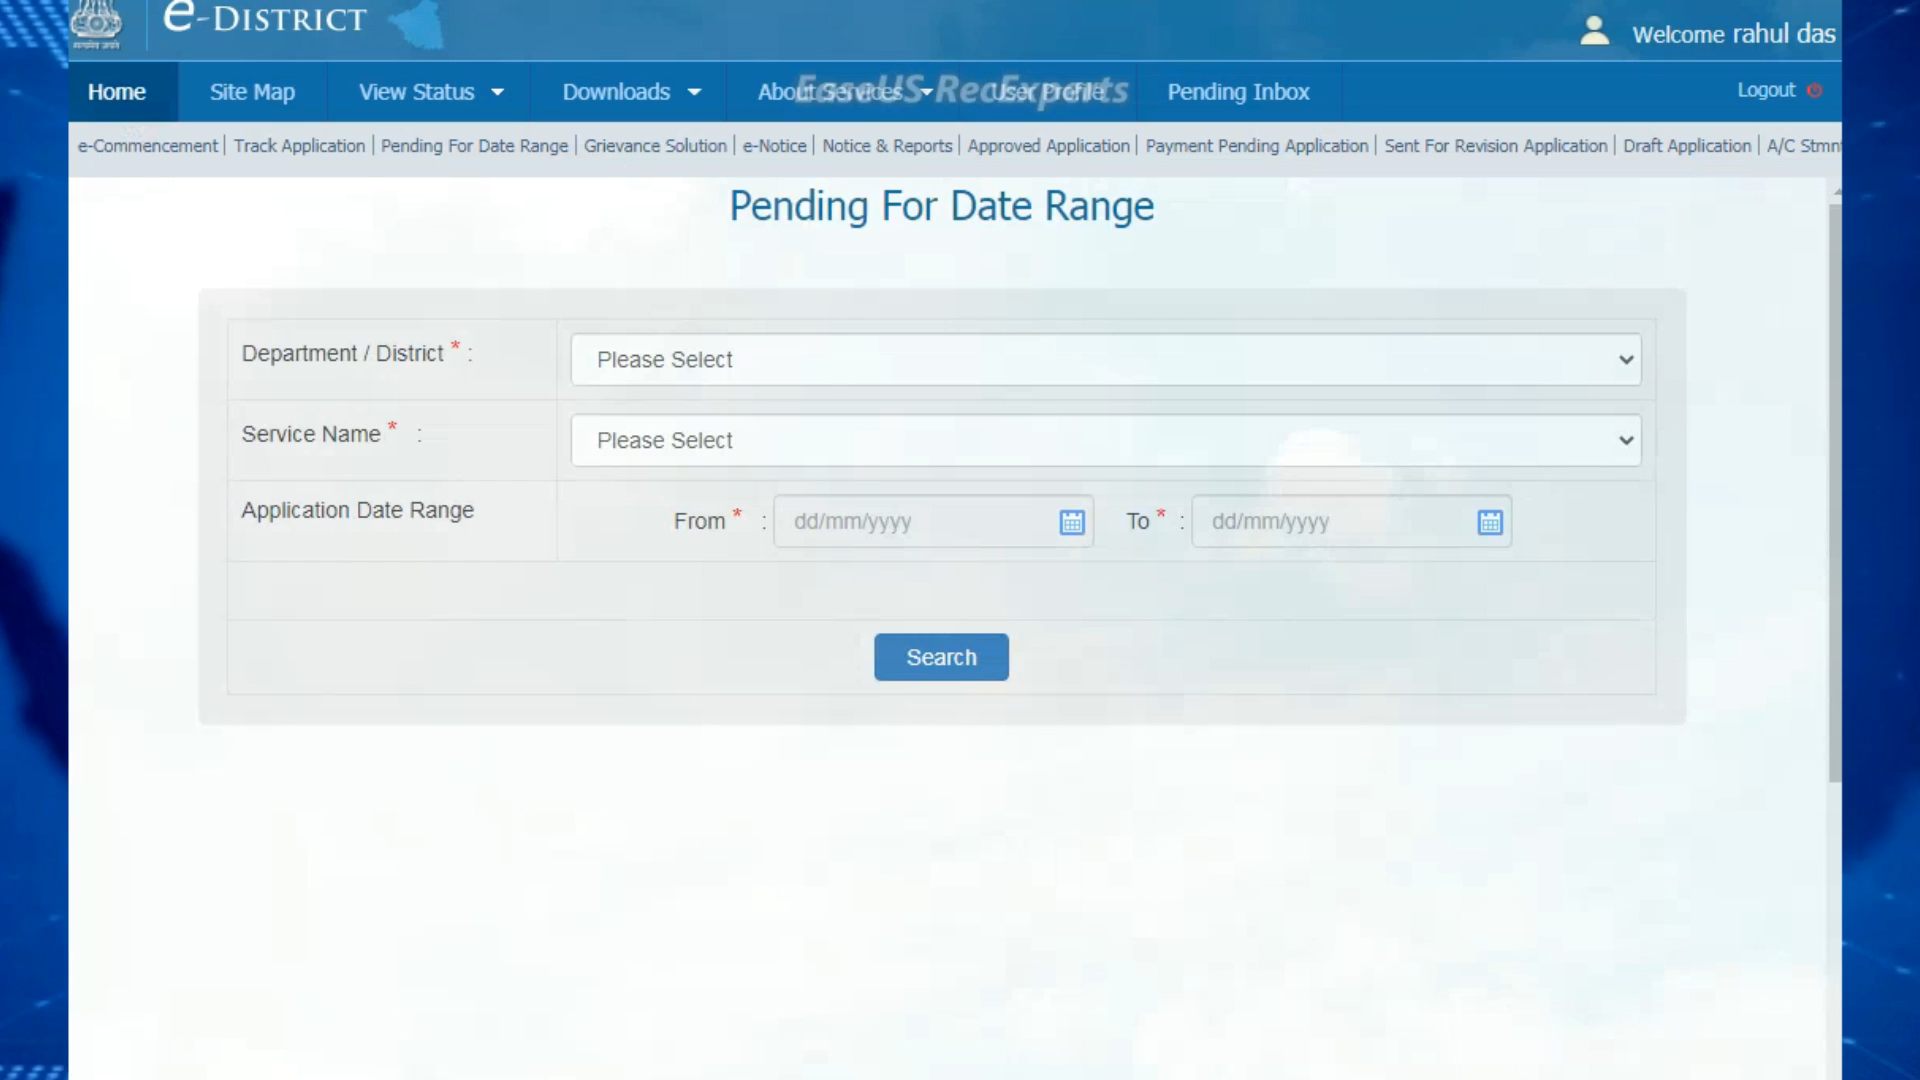 e-DISTRICT
Welcome rahul das
Home Site Map View Status Downloads About Services User Profile Pending Inbox Logout
EaseUS RecExperts
e-Commencement | Track Application | Pending For Date Range | Grievance Solution | e-Notice | Notice & Reports | Approved Application | Payment Pending Application | Sent For Revision Application | Draft Application | A/C Stmnt
Pending For Date Range
Department / District * : Please Select
Service Name * : Please Select
Application Date Range From * : dd/mm/yyyy To * : dd/mm/yyyy
Search